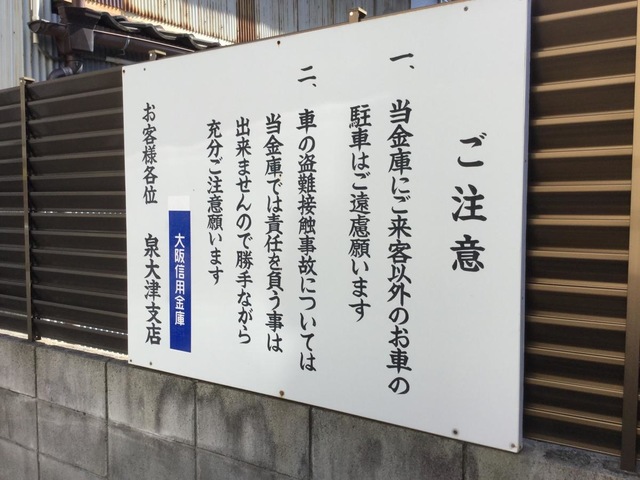 ご注意
一、当金庫にご来客以外のお車の
駐車はご遠慮願います
二、車の盗難接触事故については
当金庫では責任を負う事は
出来ませんので勝手ながら
充分ご注意願います
大阪信用金庫
お客様各位 泉大津支店